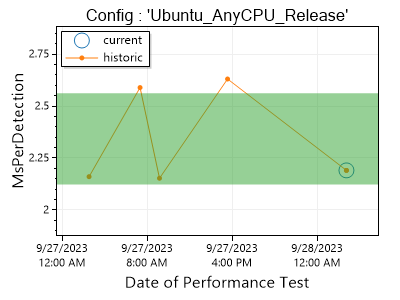 Config : 'Ubuntu_AnyCPU_Release'
current
historic
MsPerDetection
2.75
2.5
2.25
2
9/27/2023 9/27/2023 9/27/2023 9/28/2023
12:00 AM 8:00 AM 4:00 PM 12:00 AM
Date of Performance Test